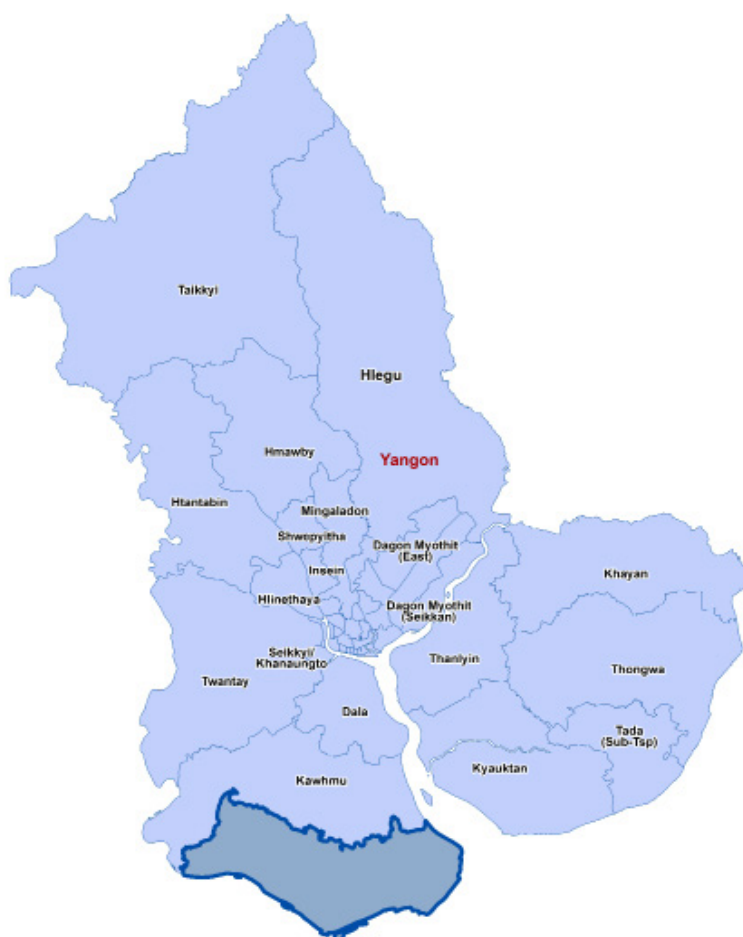 Taikkyi
Hlegu
Hmawby
Yangon
Htantabin
Mingaladon
Shwepyitha
Dagon Myothit
(East)
Insein
Khayan
Hlinethaya
Dagon Myothit
(Seikkan)
Seikkyi/
Khanaungto
Thanlyin
Twantay
Thongwa
Dala
Tada
(Sub-Tsp)
Kawhmu
Kyauktan